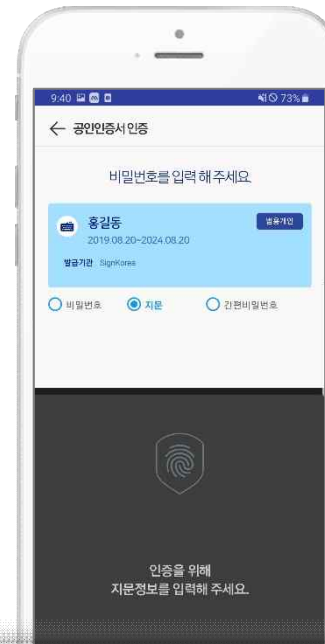 9:40 73%
← 공인인증서 인증
비밀번호를 입력 해 주세요.
홍길동 범용개인
2019.08.20~2024.08.20
발급기관 SignKorea
비밀번호 지문 간편비밀번호
인증을 위해
지문정보를 입력해 주세요.